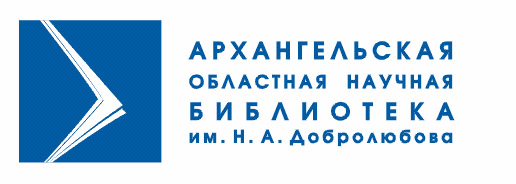 АРХАНГЕЛЬСКАЯ
ОБЛАСТНАЯ НАУЧНАЯ
БИБЛИОТЕКА
им. Н. А. Добролюбова